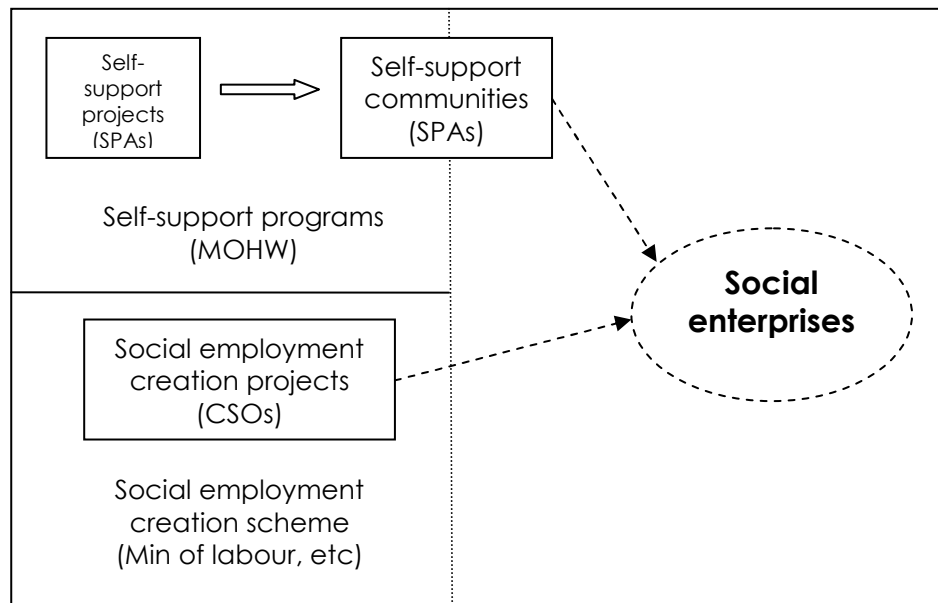 Self-
support
projects
(SPAs)
Self-support
communities
(SPAs)
Self-support programs
(MOHW)
Social
enterprises
Social employment
creation projects
(CSOs)
Social employment
creation scheme
(Min of labour, etc)